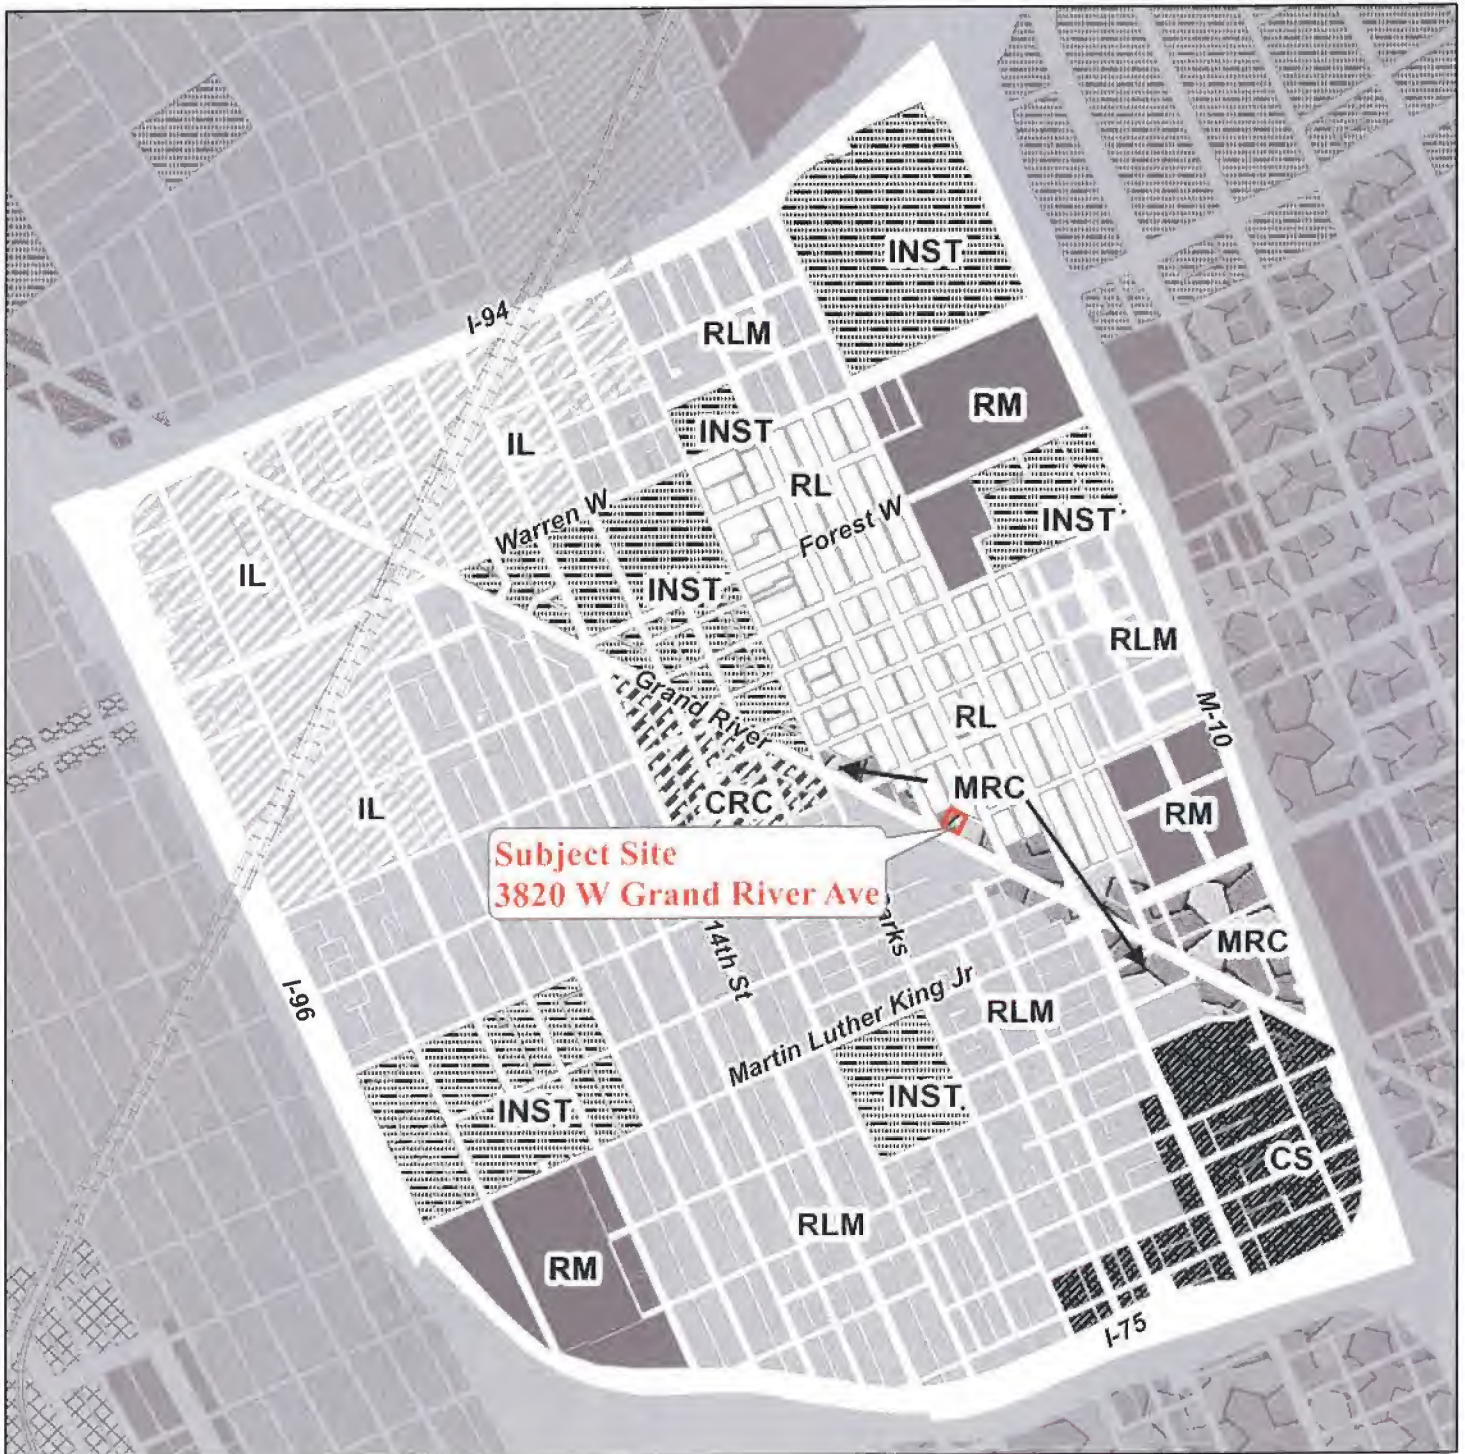 INST
I-94
RLM
RM
INST
IL
RL
Warren W.
Forest W
INST
IL
INST
RLM
Grand River
RL
M-10
MRC
CRC
IL
RM
Subject Site
3820 W Grand River Ave
14th St
arks
MRC
I-96
Martin Luther King Jr
RLM
INST
INST
CS
RLM
RM
I-75